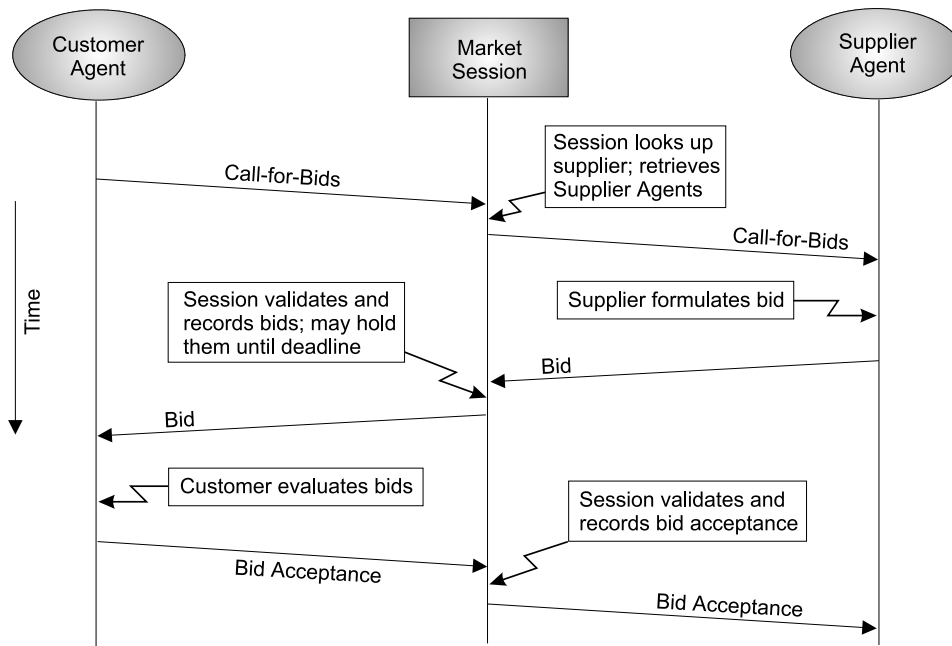 Customer
Agent
Market
Session
Supplier
Agent
Session looks up
supplier; retrieves
Supplier Agents
Call-for-Bids
Call-for-Bids
Time
Session validates and
records bids; may hold
them until deadline
Supplier formulates bid
Bid
Bid
Customer evaluates bids
Session validates and
records bid acceptance
Bid Acceptance
Bid Acceptance